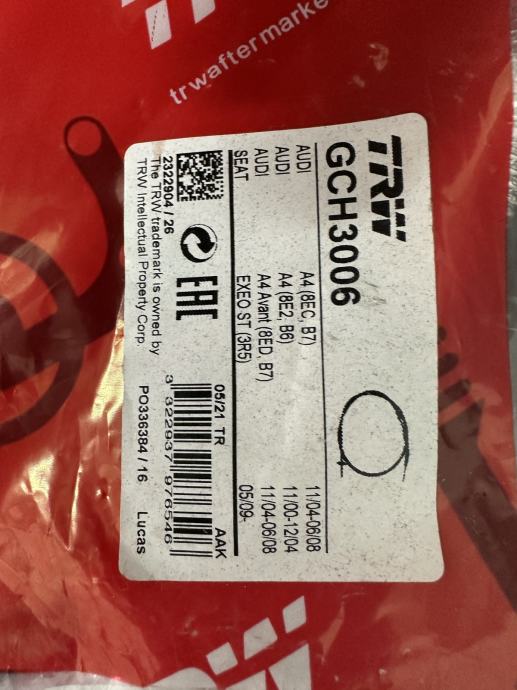 trwaftermarke
TRW
GCH3006
AUDI A4 (8EC, B7) 11/04-06/08
AUDI A4 (8E2, B6) 11/00-12/04
AUDI A4 Avant (8ED, B7) 11/04-06/08
SEAT EXEO ST (3R5) 05/09-
EAC
05/21 TR AAK
3 322937 976546
2322904 / 26
The TRW trademark is owned by
TRW Intellectual Property Corp.
PO336384 / 16 Lucas